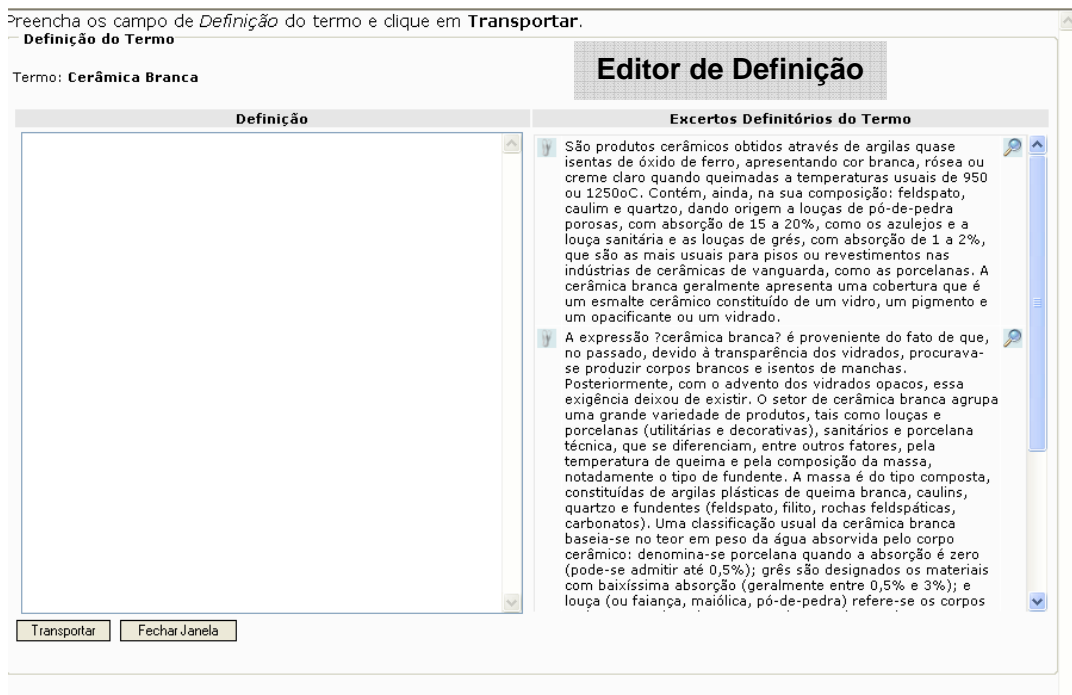 Preencha os campo de Definição do termo e clique em Transportar.
Definição do Termo
Editor de Definição
Termo: Cerâmica Branca
Definição
Excertos Definitórios do Termo
São produtos cerâmicos obtidos através de argilas quase
isentas de óxido de ferro, apresentando cor branca, rósea ou
creme claro quando queimadas a temperaturas usuais de 950
ou 1250oC. Contém, ainda, na sua composição: feldspato,
caulim e quartzo, dando origem a louças de pó-de-pedra
porosas, com absorção de 15 a 20%, como os azulejos e a
louça sanitária e as louças de grés, com absorção de 1 a 2%,
que são as mais usuais para pisos ou revestimentos nas
indústrias de cerâmicas de vanguarda, como as porcelanas. A
cerâmica branca geralmente apresenta uma cobertura que é
um esmalte cerâmico constituído de um vidro, um pigmento e
um opacificante ou um vidrado.
A expressão ?cerâmica branca? é proveniente do fato de que,
no passado, devido à transparência dos vidrados, procurava-
se produzir corpos brancos e isentos de manchas.
Posteriormente, com o advento dos vidrados opacos, essa
exigência deixou de existir. O setor de cerâmica branca agrupa
uma grande variedade de produtos, tais como louças e
porcelanas (utilitárias e decorativas), sanitários e porcelana
técnica, que se diferenciam, entre outros fatores, pela
temperatura de queima e pela composição da massa,
notadamente o tipo de fundente. A massa é do tipo composta,
constituídas de argilas plásticas de queima branca, caulins,
quartzo e fundentes (feldspato, filito, rochas feldspáticas,
carbonatos). Uma classificação usual da cerâmica branca
baseia-se no teor em peso da água absorvida pelo corpo
cerâmico: denomina-se porcelana quando a absorção é zero
(pode-se admitir até 0,5%); grês são designados os materiais
com baixíssima absorção (geralmente entre 0,5% e 3%); e
louça (ou faiança, maiólica, pó-de-pedra) refere-se os corpos
Transportar
Fechar Janela